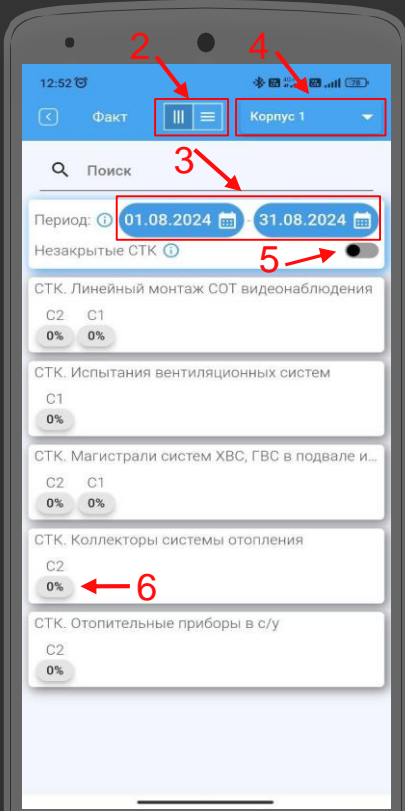 2 4
12:52 78
Факт Корпус 1
3
Поиск
Период: 01.08.2024 - 31.08.2024
Незакрытые СТК
5
СТК. Линейный монтаж СОТ видеонаблюдения
С2 С1
0% 0%
СТК. Испытания вентиляционных систем
С1
0%
СТК. Магистрали систем ХВС, ГВС в подвале и...
С2 С1
0% 0%
СТК. Коллекторы системы отопления
С2
0% 6
СТК. Отопительные приборы в с/у
С2
0%